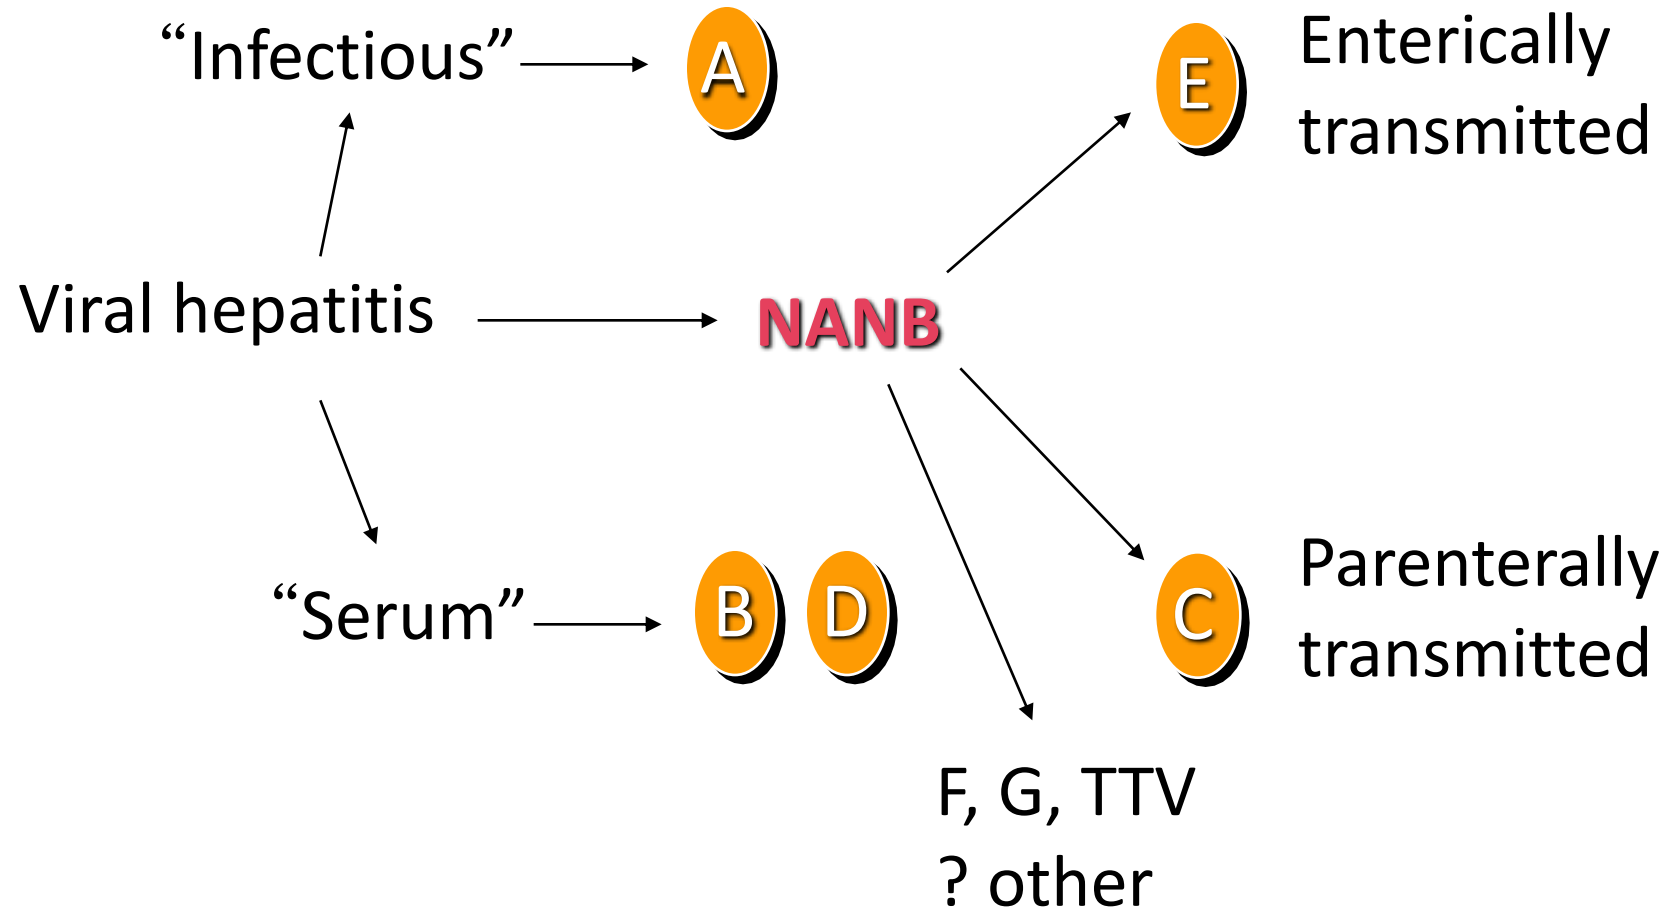 “Infectious”
A
E
Enterically
transmitted
Viral hepatitis
NANB
“Serum”
B
D
C
Parenterally
transmitted
F, G, TTV
? other